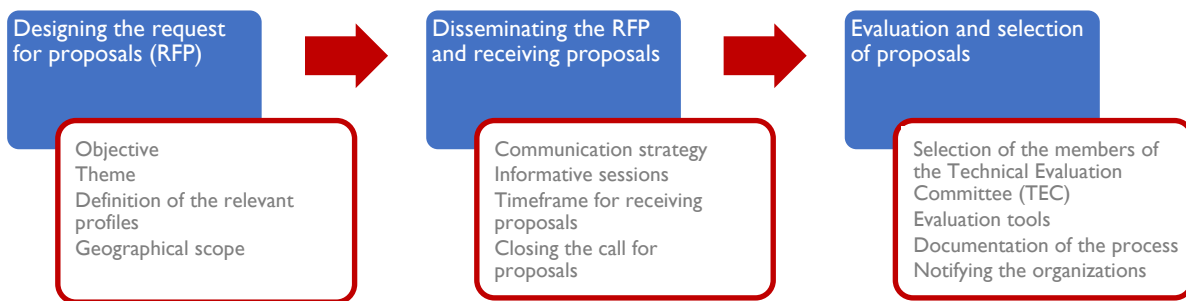 Designing the request
for proposals (RFP)
Objective
Theme
Definition of the relevant
profiles
Geographical scope
Disseminating the RFP
and receiving proposals
Communication strategy
Informative sessions
Timeframe for receiving
proposals
Closing the call for
proposals
Evaluation and selection
of proposals
Selection of the members of
the Technical Evaluation
Committee (TEC)
Evaluation tools
Documentation of the process
Notifying the organizations